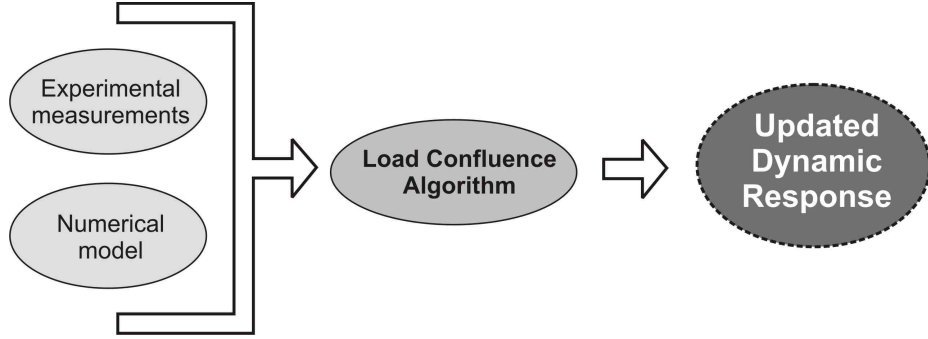 Experimental
measurements
Numerical
model
Load Confluence
Algorithm
Updated
Dynamic
Response